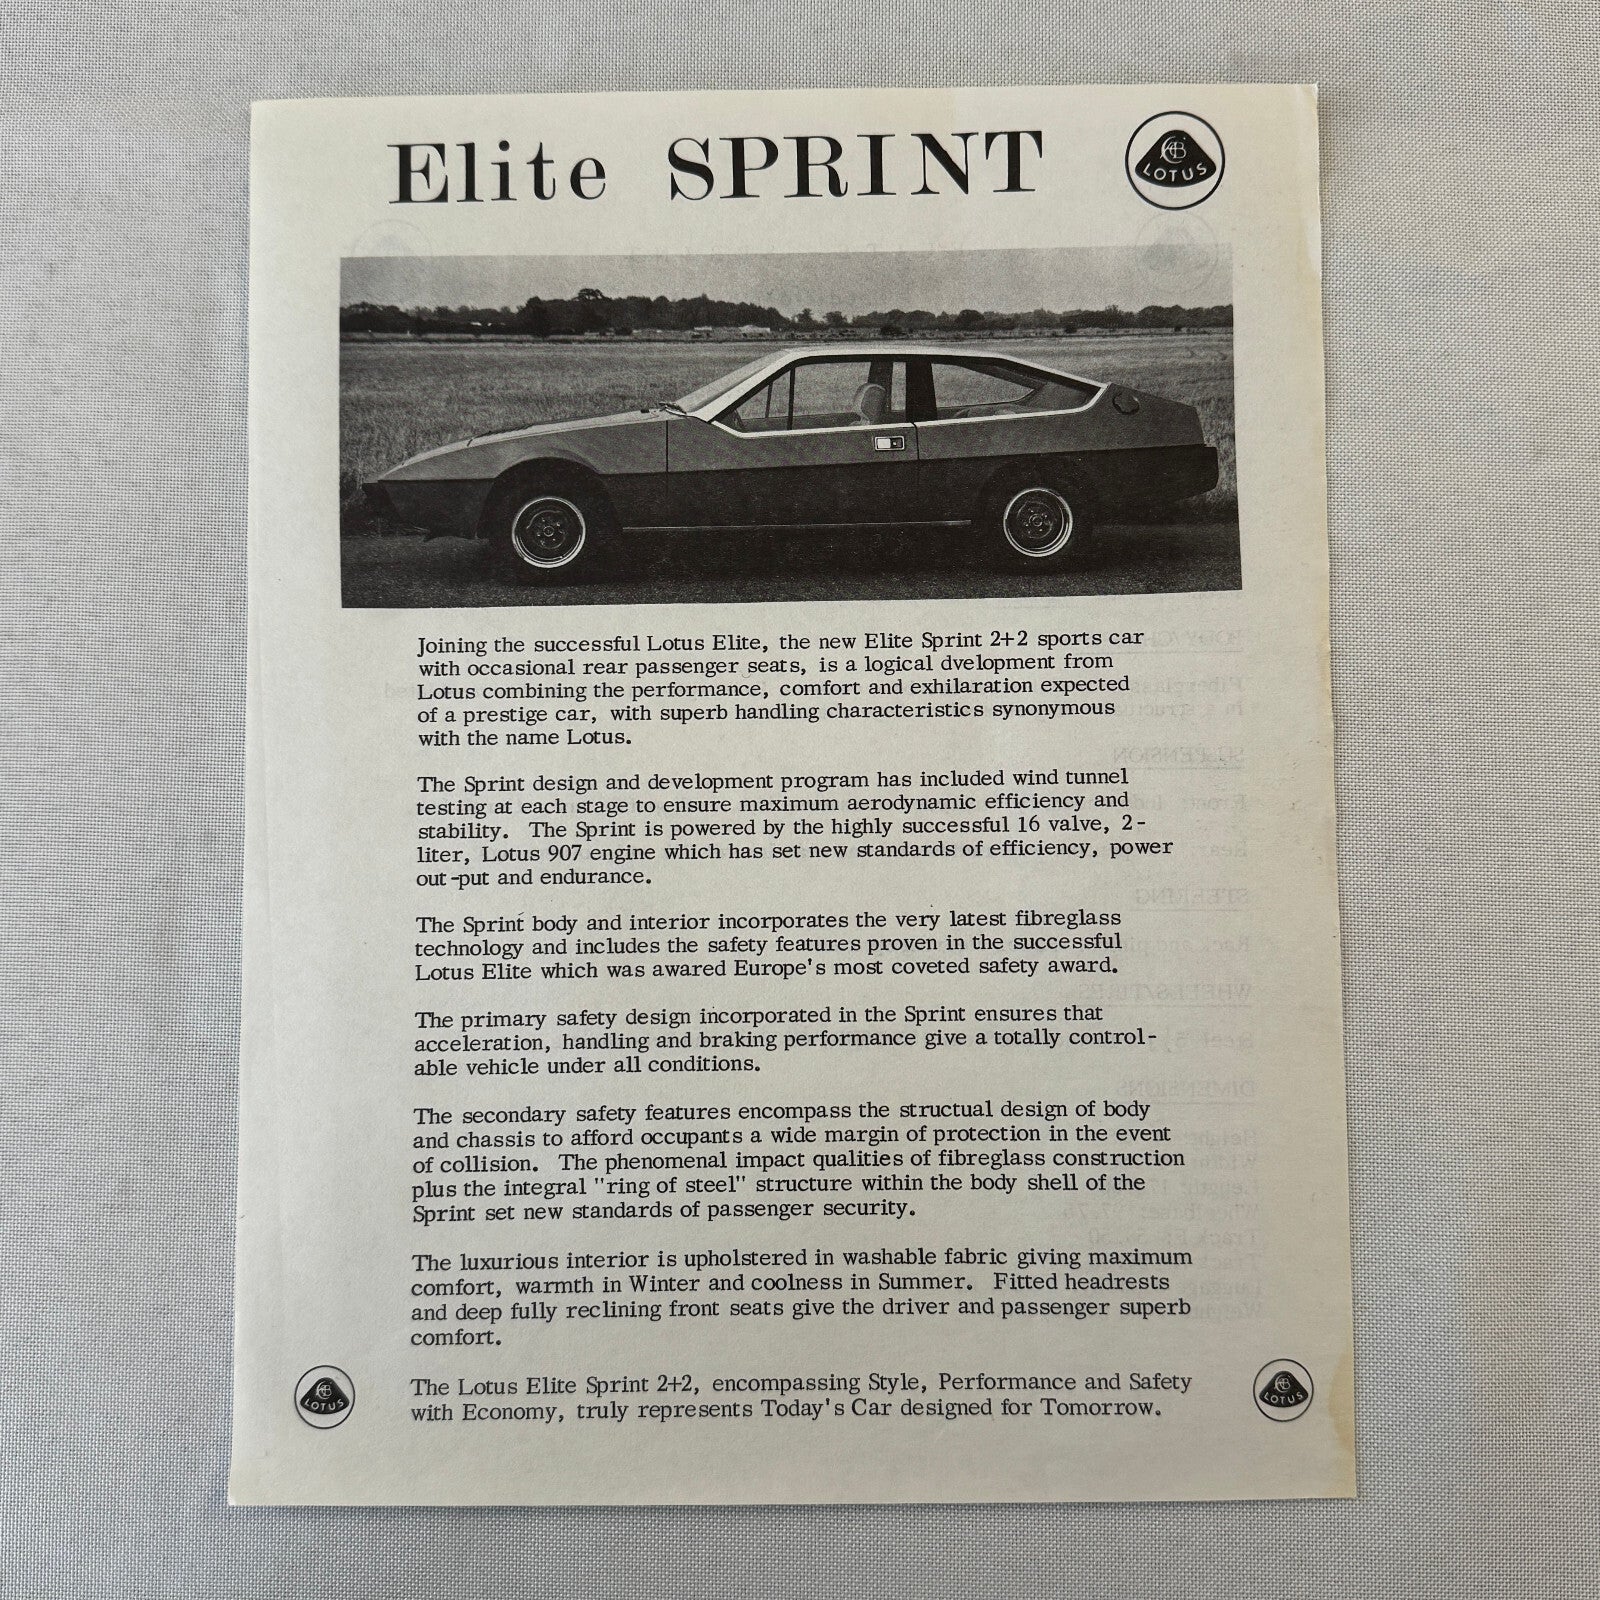 Elite SPRINT
LOTUS
Joining the successful Lotus Elite, the new Elite Sprint 2+2 sports car
with occasional rear passenger seats, is a logical dvelopment from
Lotus combining the performance, comfort and exhilaration expected
of a prestige car, with superb handling characteristics synonymous
with the name Lotus.
The Sprint design and development program has included wind tunnel
testing at each stage to ensure maximum aerodynamic efficiency and
stability. The Sprint is powered by the highly successful 16 valve, 2-
liter, Lotus 907 engine which has set new standards of efficiency, power
out-put and endurance.
The Sprint body and interior incorporates the very latest fibreglass
technology and includes the safety features proven in the successful
Lotus Elite which was awared Europe's most coveted safety award.
The primary safety design incorporated in the Sprint ensures that
acceleration, handling and braking performance give a totally control-
able vehicle under all conditions.
The secondary safety features encompass the structual design of body
and chassis to afford occupants a wide margin of protection in the event
of collision. The phenomenal impact qualities of fibreglass construction
plus the integral "ring of steel" structure within the body shell of the
Sprint set new standards of passenger security.
The luxurious interior is upholstered in washable fabric giving maximum
comfort, warmth in Winter and coolness in Summer. Fitted headrests
and deep fully reclining front seats give the driver and passenger superb
comfort.
The Lotus Elite Sprint 2+2, encompassing Style, Performance and Safety
with Economy, truly represents Today's Car designed for Tomorrow.
LOTUS
LOTUS